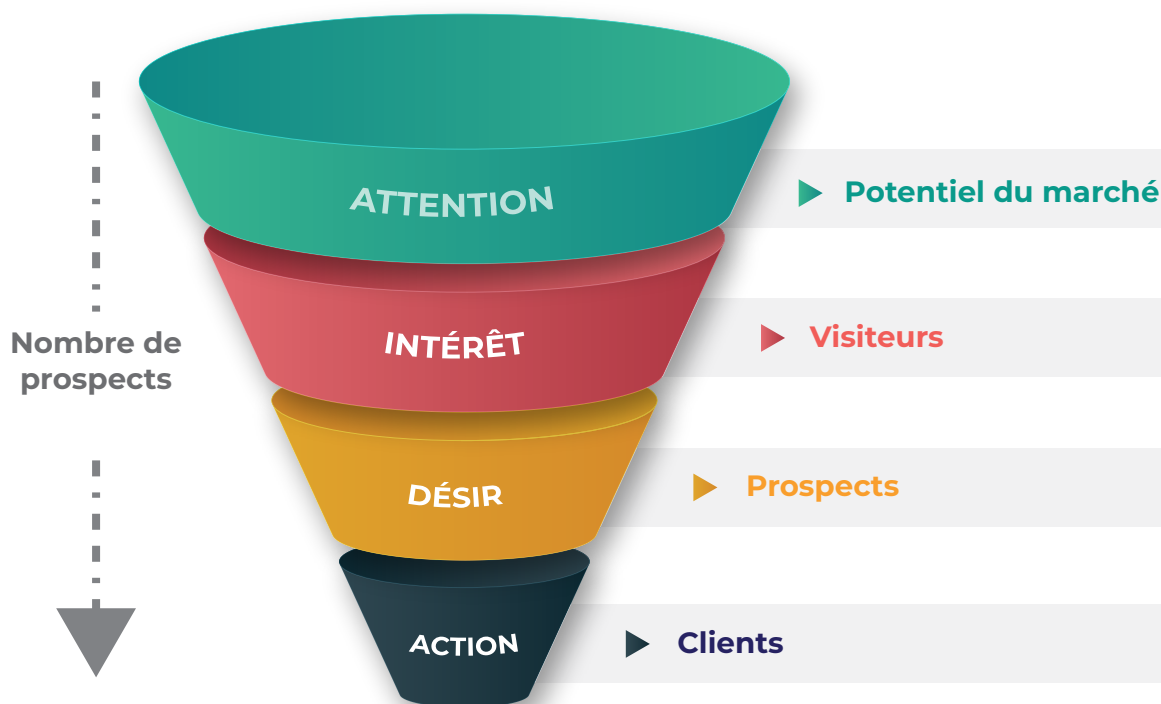 ATTENTION
Potentiel du marché
INTÉRÊT
Visiteurs
Nombre de
prospects
DÉSIR
Prospects
ACTION
Clients